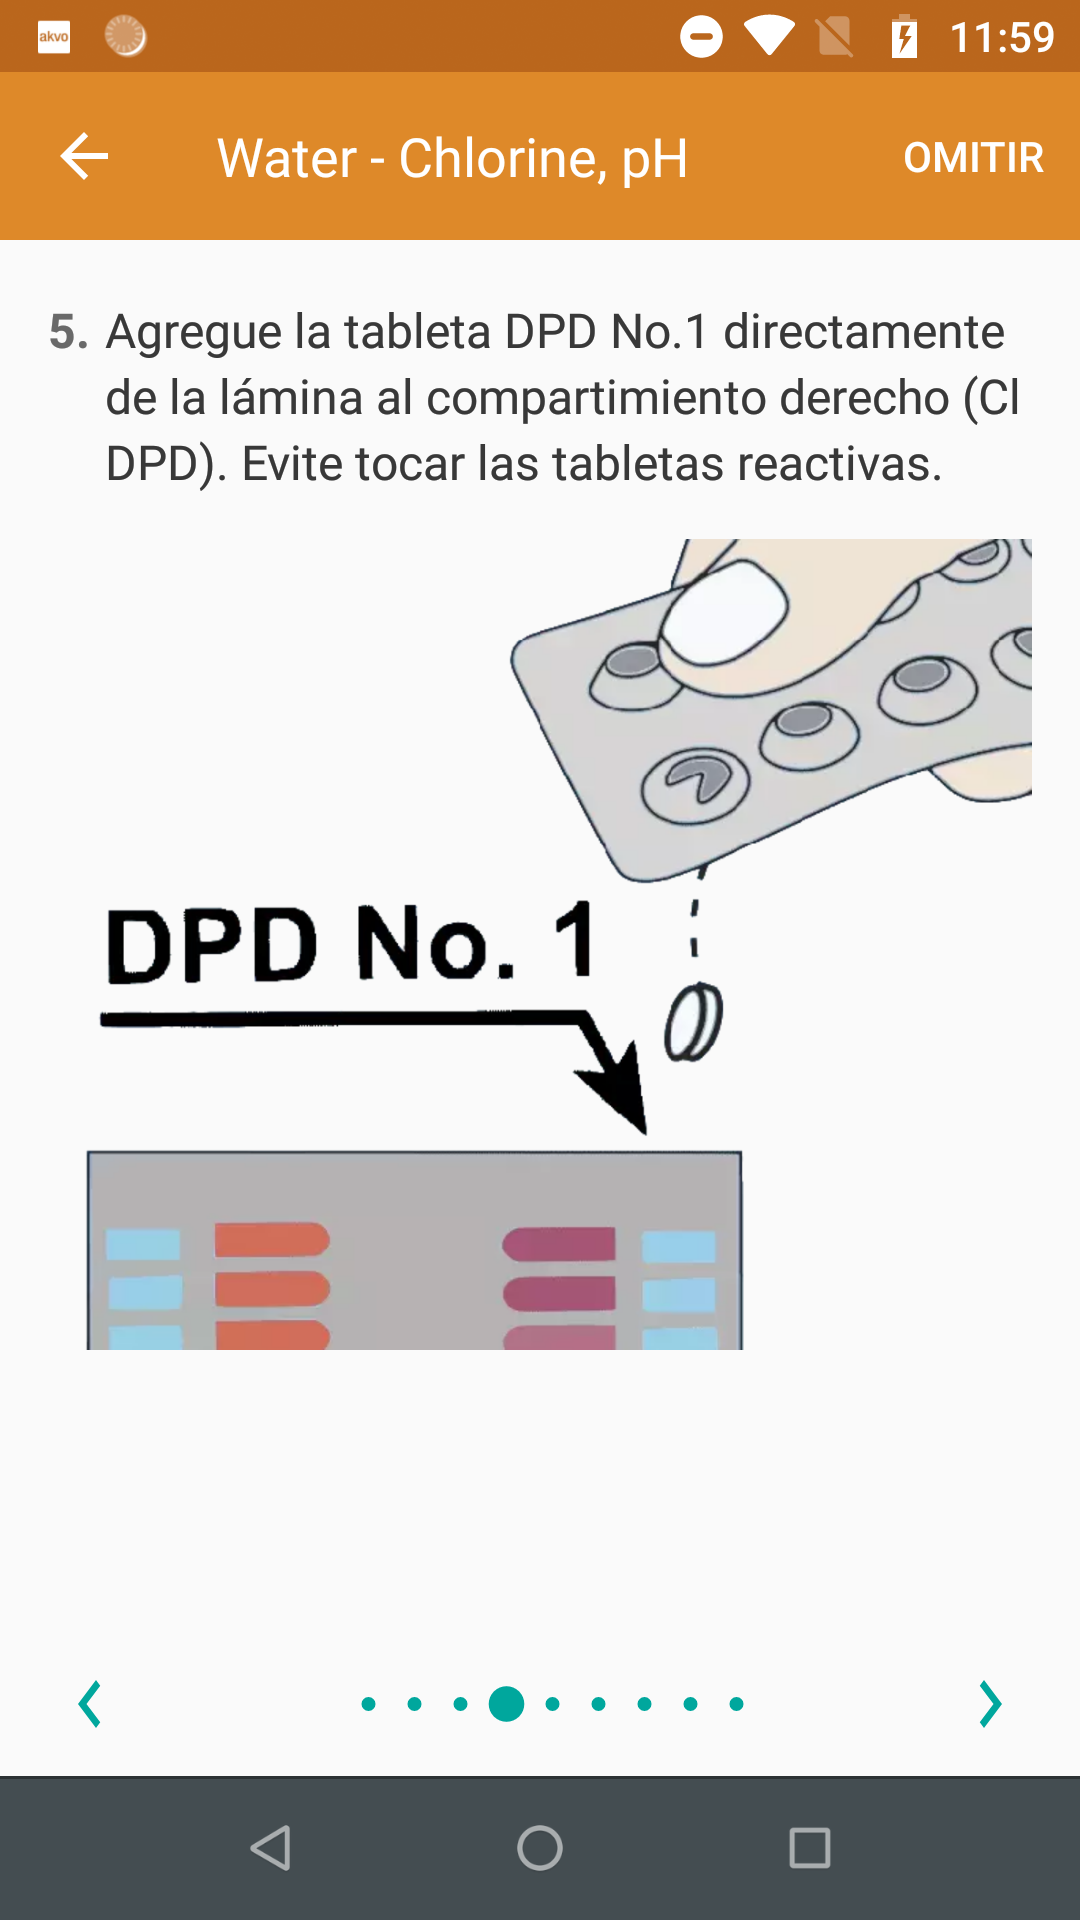 akvo
11:59
Water - Chlorine, pH
OMITIR
5. Agregue la tableta DPD No.1 directamente
de la lámina al compartimiento derecho (Cl
DPD). Evite tocar las tabletas reactivas.
DPD No. 1